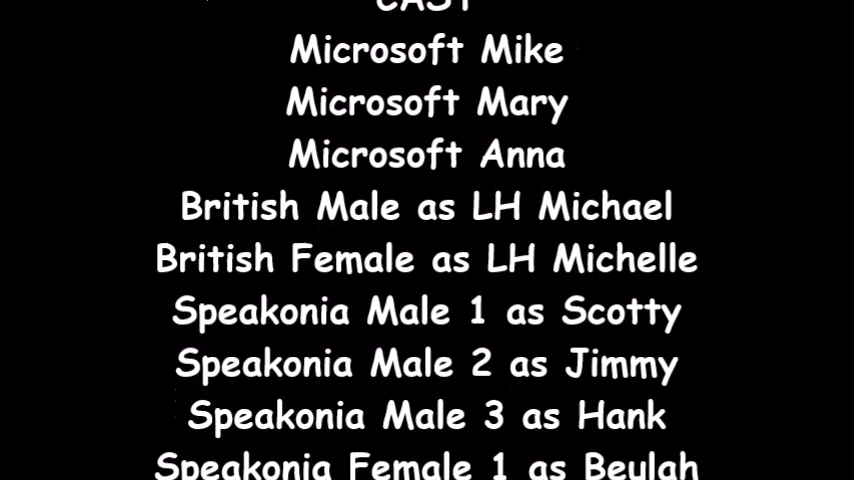 CAST
Microsoft Mike
Microsoft Mary
Microsoft Anna
British Male as LH Michael
British Female as LH Michelle
Speakonia Male 1 as Scotty
Speakonia Male 2 as Jimmy
Speakonia Male 3 as Hank
Speakonia Female 1 as Beulah